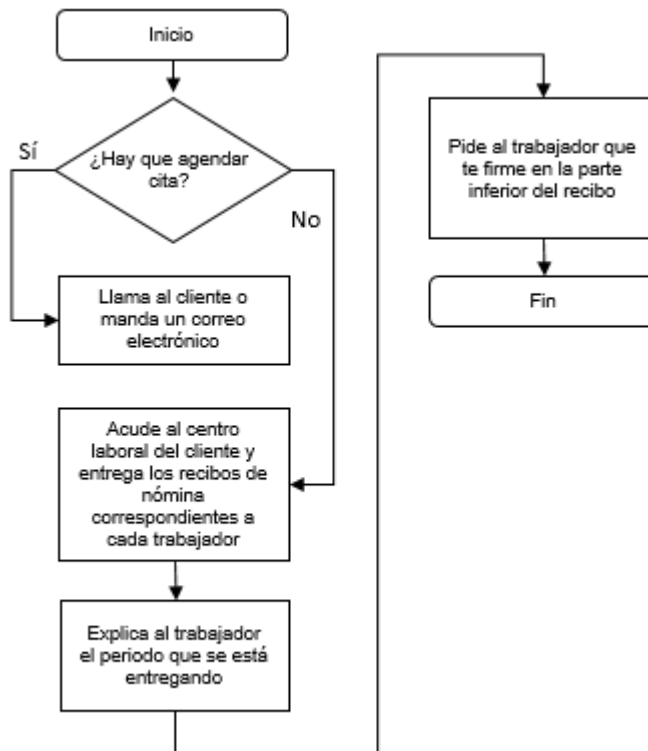 Inicio
¿Hay que agendar
cita?
Sí
No
Llama al cliente o
manda un correo
electrónico
Acude al centro
laboral del cliente y
entrega los recibos de
nómina
correspondientes a
cada trabajador
Explica al trabajador
el periodo que se está
entregando
Pide al trabajador que
te firme en la parte
inferior del recibo
Fin